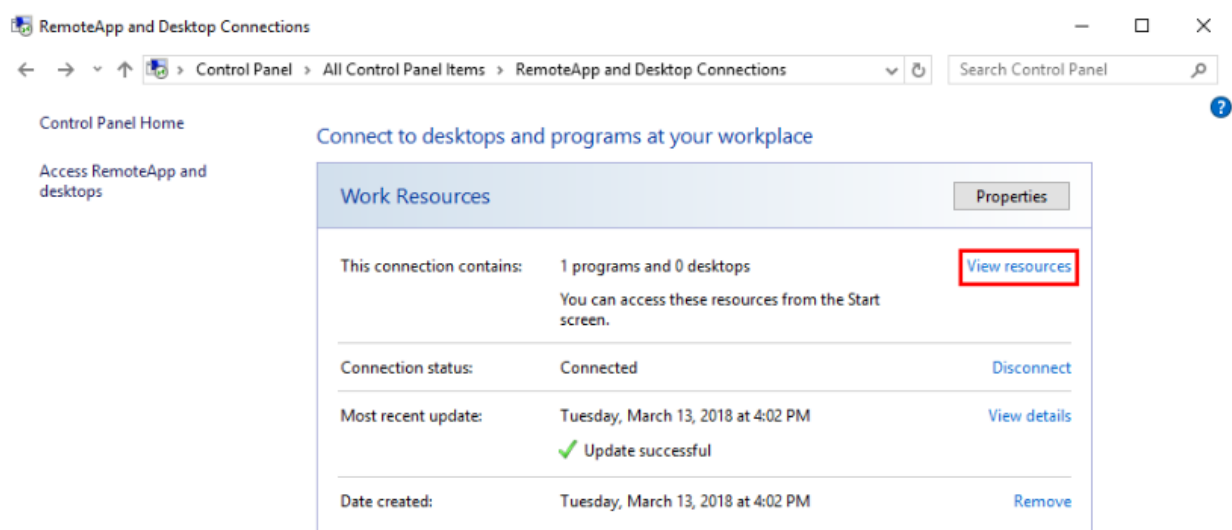 RemoteApp and Desktop Connections
Control Panel > All Control Panel Items > RemoteApp and Desktop Connections
Search Control Panel
?
Control Panel Home
Access RemoteApp and
desktops
Connect to desktops and programs at your workplace
Work Resources
Properties
This connection contains:
1 programs and 0 desktops
View resources
You can access these resources from the Start
screen.
Connection status:
Connected
Disconnect
Most recent update:
Tuesday, March 13, 2018 at 4:02 PM
View details
Update successful
Date created:
Tuesday, March 13, 2018 at 4:02 PM
Remove